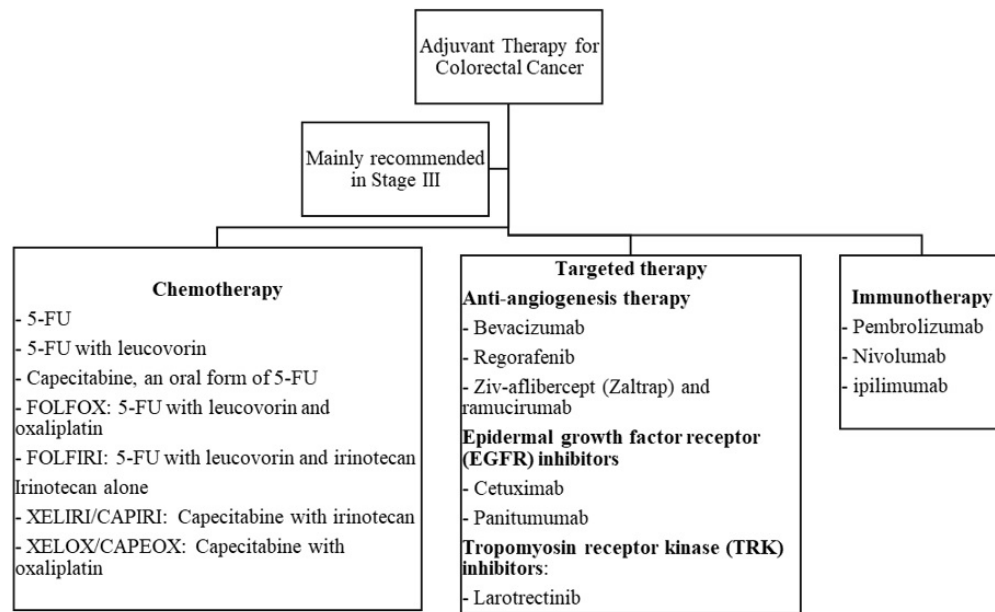 Adjuvant Therapy for
Colorectal Cancer
Mainly recommended
in Stage III
Chemotherapy
- 5-FU
- 5-FU with leucovorin
- Capecitabine, an oral form of 5-FU
- FOLFOX: 5-FU with leucovorin and
oxaliplatin
- FOLFIRI: 5-FU with leucovorin and irinotecan
Irinotecan alone
- XELIRI/CAPIRI: Capecitabine with irinotecan
- XELOX/CAPEOX: Capecitabine with
oxaliplatin
Targeted therapy
Anti-angiogenesis therapy
- Bevacizumab
- Regorafenib
- Ziv-aflibercept (Zaltrap) and
ramucirumab
Epidermal growth factor receptor
(EGFR) inhibitors
- Cetuximab
- Panitumumab
Tropomyosin receptor kinase (TRK)
inhibitors:
- Larotrectinib
Immunotherapy
- Pembrolizumab
- Nivolumab
- ipilimumab